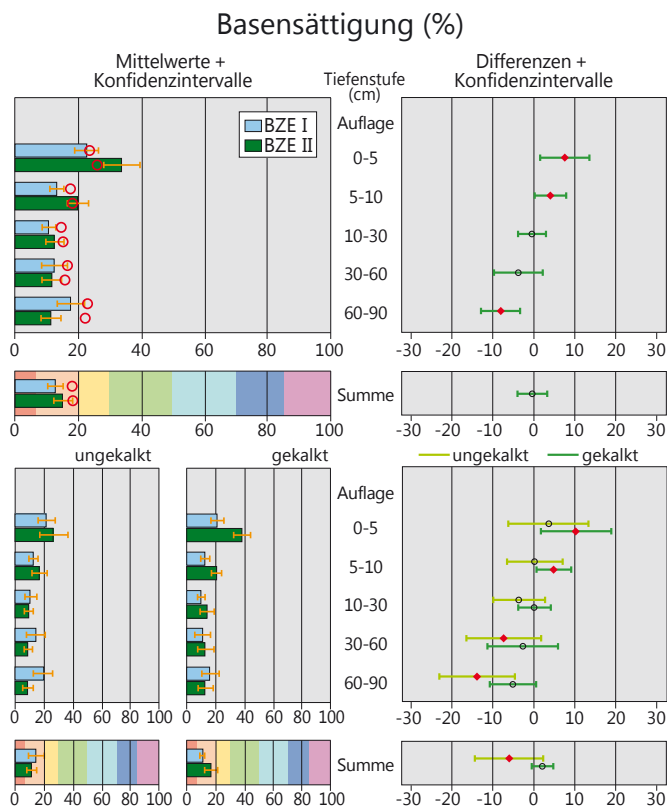 Basensättigung (%)
Mittelwerte +
Konfidenzintervalle
Tiefenstufe
(cm)
Differenzen +
Konfidenzintervalle
BZE I
BZE II
Auflage
0-5
5-10
10-30
30-60
60-90
0 20 40 60 80 100
-30 -20 -10 0 10 20 30
Summe
0 20 40 60 80 100
-30 -20 -10 0 10 20 30
ungekalkt
gekalkt
ungekalkt gekalkt
Auflage
0-5
5-10
10-30
30-60
60-90
0 20 40 60 80 100
0 20 40 60 80 100
-30 -20 -10 0 10 20 30
Summe
0 20 40 60 80 100
0 20 40 60 80 100
-30 -20 -10 0 10 20 30